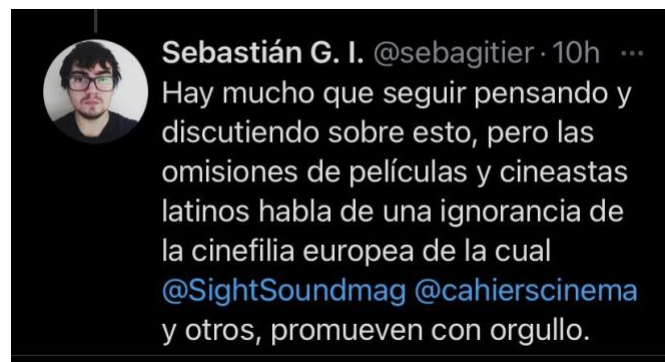 Sebastián G. I. @sebagitier · 10h ...
Hay mucho que seguir pensando y
discutiendo sobre esto, pero las
omisiones de películas y cineastas
latinos habla de una ignorancia de
la cinefilia europea de la cual
@SightSoundmag @cahierscinema
y otros, promueven con orgullo.